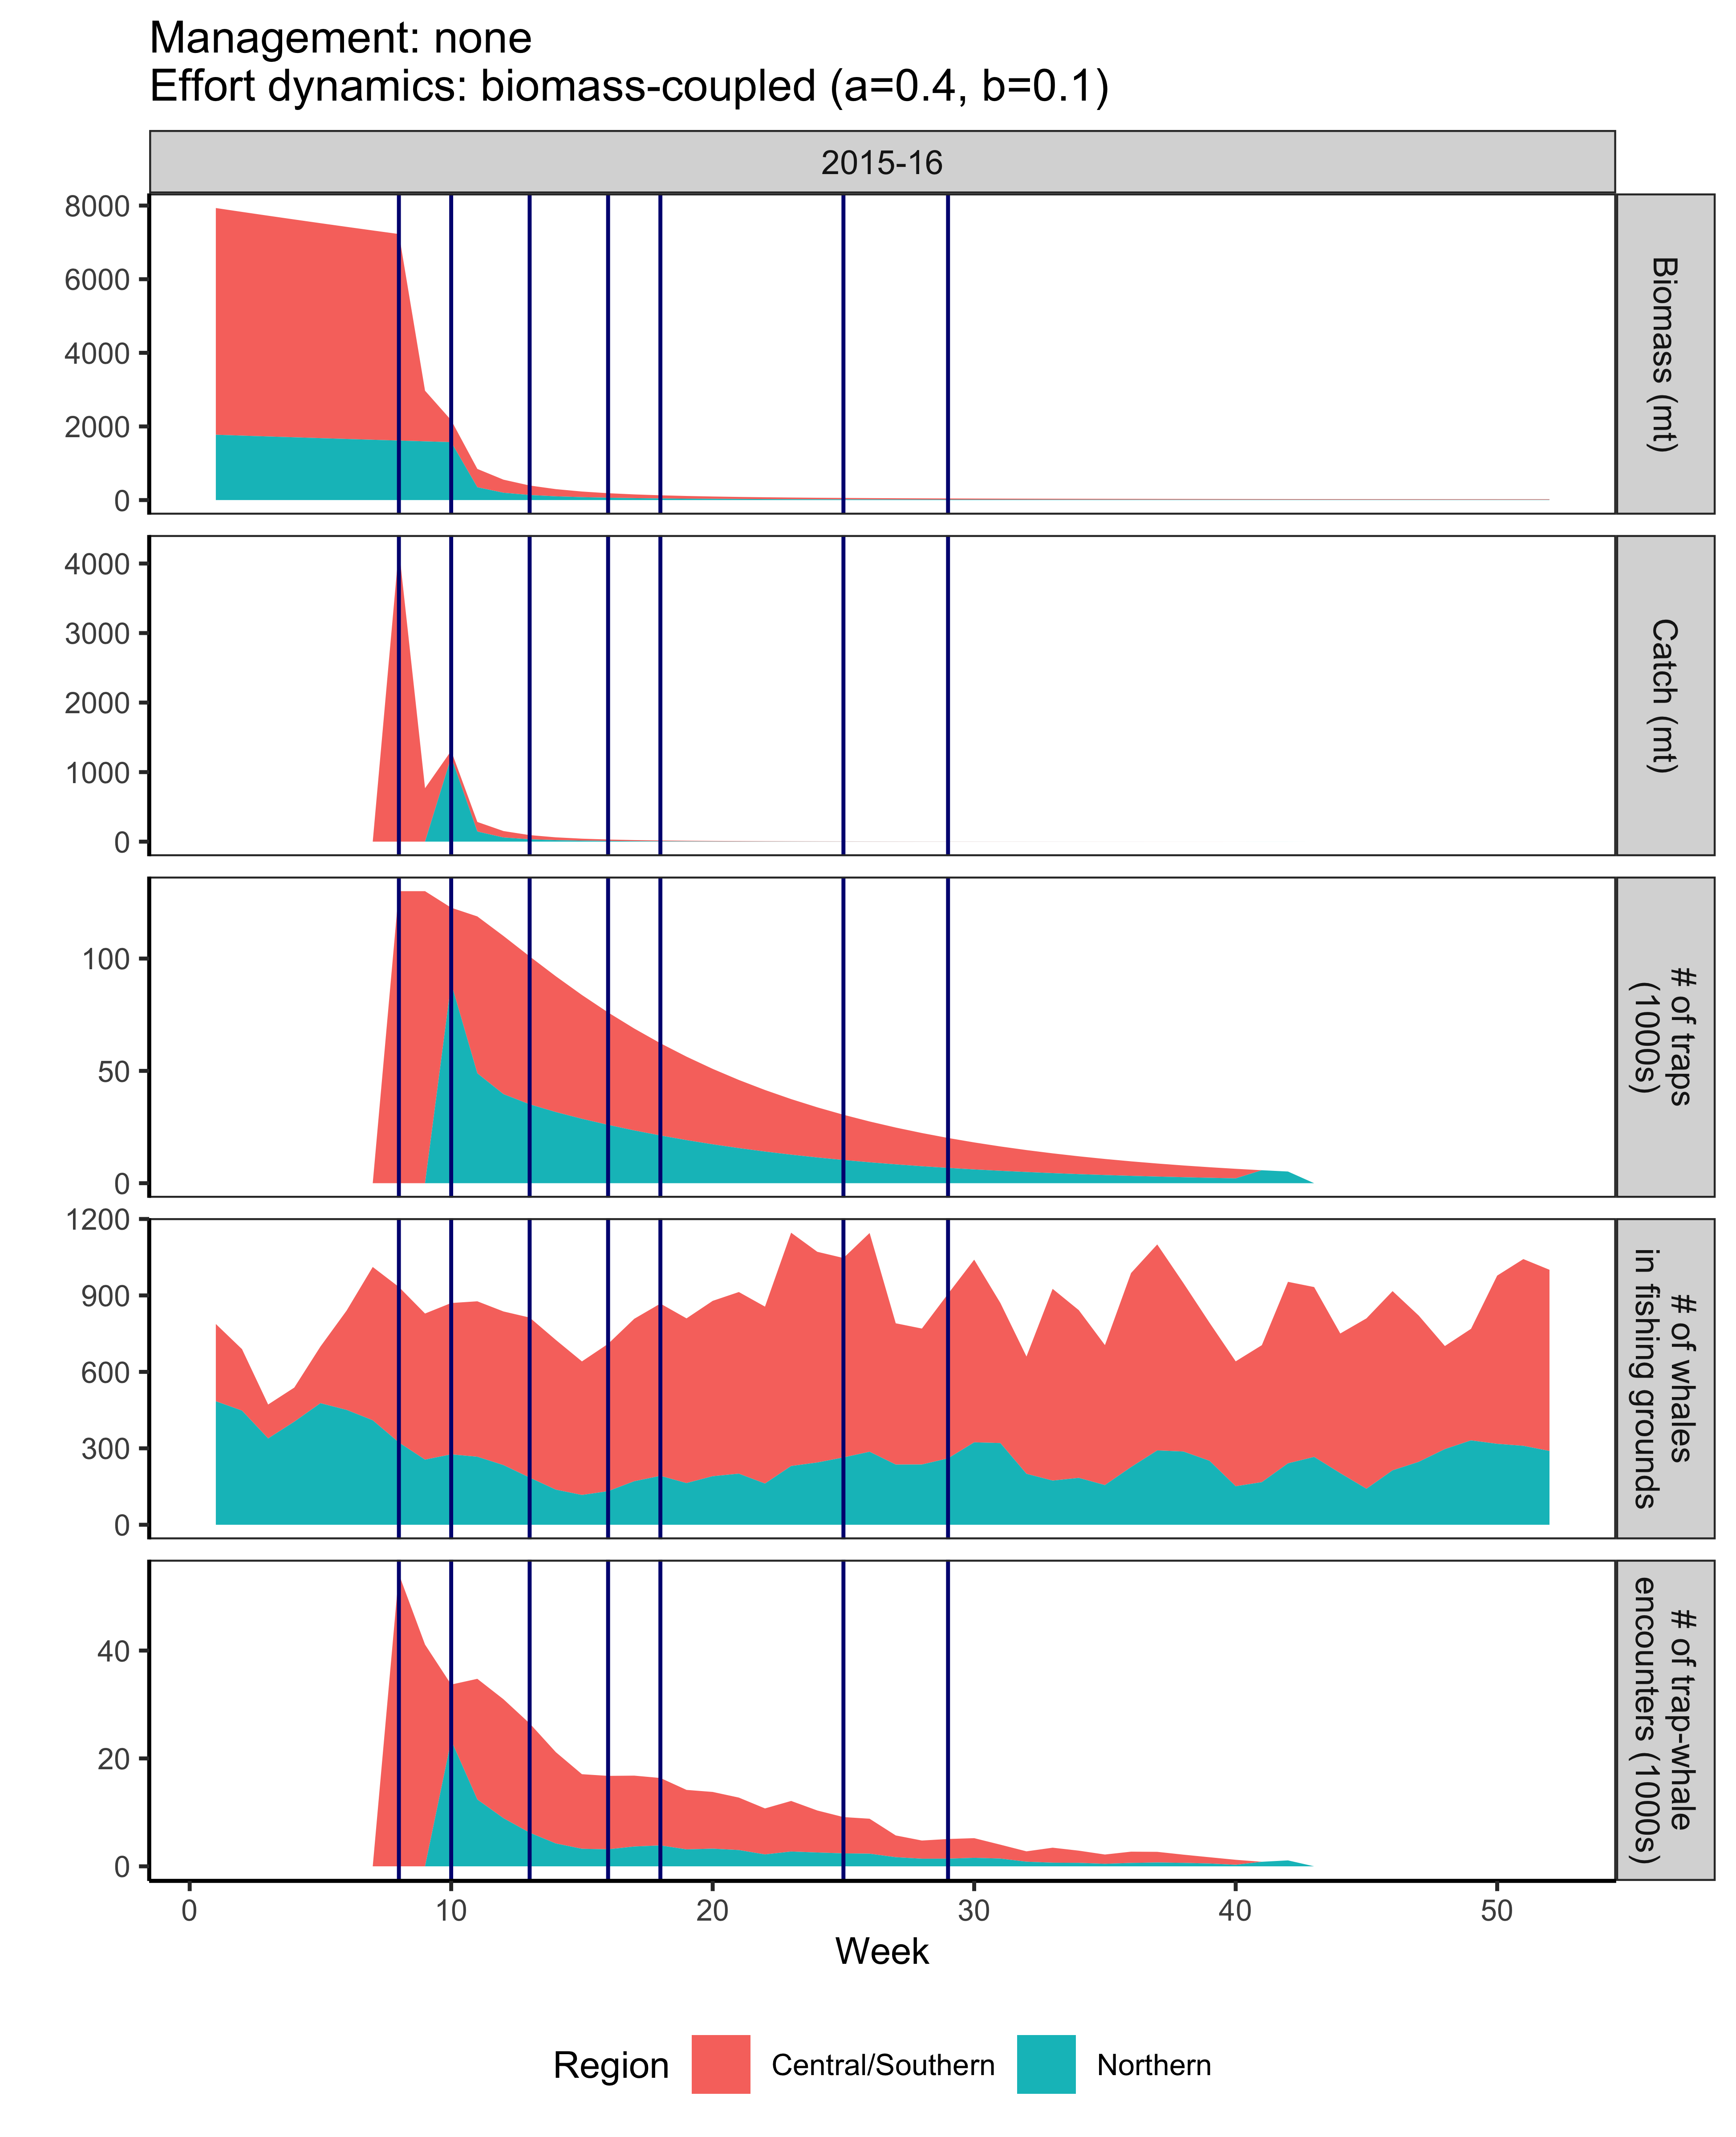 Management: none
Effort dynamics: biomass-coupled (a=0.4, b=0.1)
2015-16
8000
6000
4000
2000
0
Biomass (mt)
4000
3000
2000
1000
0
Catch (mt)
100
50
0
# of traps
(1000s)
1200
900
600
300
0
# of whales
in fishing grounds
40
20
0
# of trap-whale
encounters (1000s)
0 10 20 30 40 50
Week
Region Central/Southern Northern